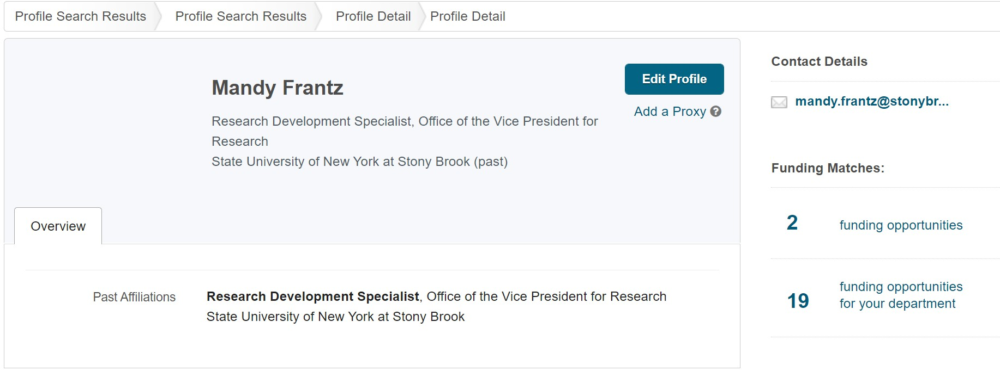 Profile Search Results
Profile Search Results
Profile Detail
Profile Detail
Mandy Frantz
Research Development Specialist, Office of the Vice President for
Research
State University of New York at Stony Brook (past)
Edit Profile
Add a Proxy ?
Overview
Past Affiliations
Research Development Specialist, Office of the Vice President for Research
State University of New York at Stony Brook
Contact Details
mandy.frantz@stonybr...
Funding Matches:
2 funding opportunities
19 funding opportunities
for your department